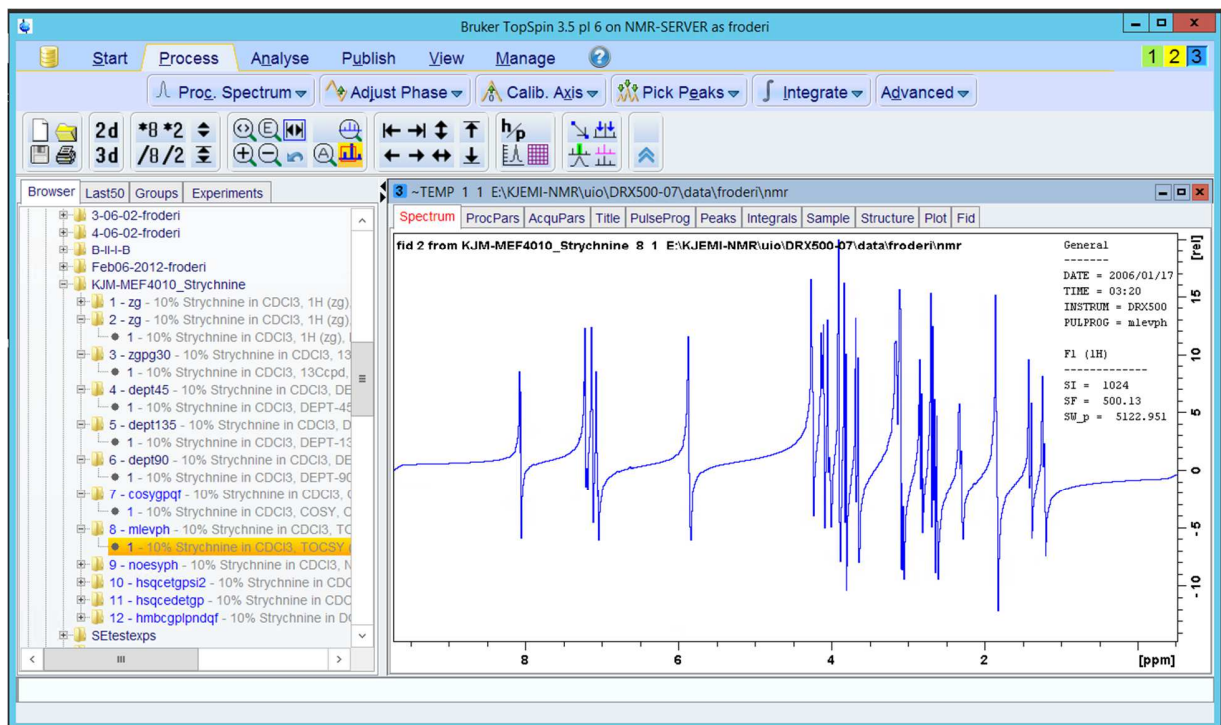 Bruker TopSpin 3.5 pl 6 on NMR-SERVER as froderi
Start Process Analyse Publish View Manage ? 1 2 3
Proc. Spectrum Adjust Phase Calib. Axis Pick Peaks Integrate Advanced
2d *8 *2 E h/p
3d /8 /2 A
Browser Last50 Groups Experiments
3-06-02-froderi
4-06-02-froderi
B-II-I-B
Feb06-2012-froderi
KJM-MEF4010_Strychnine
1 - zg - 10% Strychnine in CDCl3, 1H (zg),
2 - zg - 10% Strychnine in CDCl3, 1H (zg),
1 - 10% Strychnine in CDCl3, 1H (zg),
3 - zgpg30 - 10% Strychnine in CDCl3, 13
1 - 10% Strychnine in CDCl3, 13Ccpd,
4 - dept45 - 10% Strychnine in CDCl3, DE
1 - 10% Strychnine in CDCl3, DEPT-45
5 - dept135 - 10% Strychnine in CDCl3, D
1 - 10% Strychnine in CDCl3, DEPT-13
6 - dept90 - 10% Strychnine in CDCl3, DE
1 - 10% Strychnine in CDCl3, DEPT-90
7 - cosygpqf - 10% Strychnine in CDCl3,
1 - 10% Strychnine in CDCl3, COSY, C
8 - mlevph - 10% Strychnine in CDCl3, TC
1 - 10% Strychnine in CDCl3, TOCSY
9 - noesyph - 10% Strychnine in CDCl3, N
10 - hsqcetgpsi2 - 10% Strychnine in CDC
11 - hsqcedetgp - 10% Strychnine in CDC
12 - hmbcgplpndqf - 10% Strychnine in D
SEtestexps
3 ~TEMP 1 1 E:\KJEMI-NMR\uio\DRX500-07\data\froderi\nmr
Spectrum ProcPars AcquPars Title PulseProg Peaks Integrals Sample Structure Plot Fid
fid 2 from KJM-MEF4010_Strychnine 8 1 E:\KJEMI-NMR\uio\DRX500-07\data\froderi\nmr
General
-------
DATE = 2006/01/17
TIME = 03:20
INSTRUM = DRX500
PULPROG = mlevph
F1 (1H)
-------------
SI = 1024
SF = 500.13
SW_p = 5122.951
[rel]
15
10
5
0
-5
-10
8 6 4 2 [ppm]